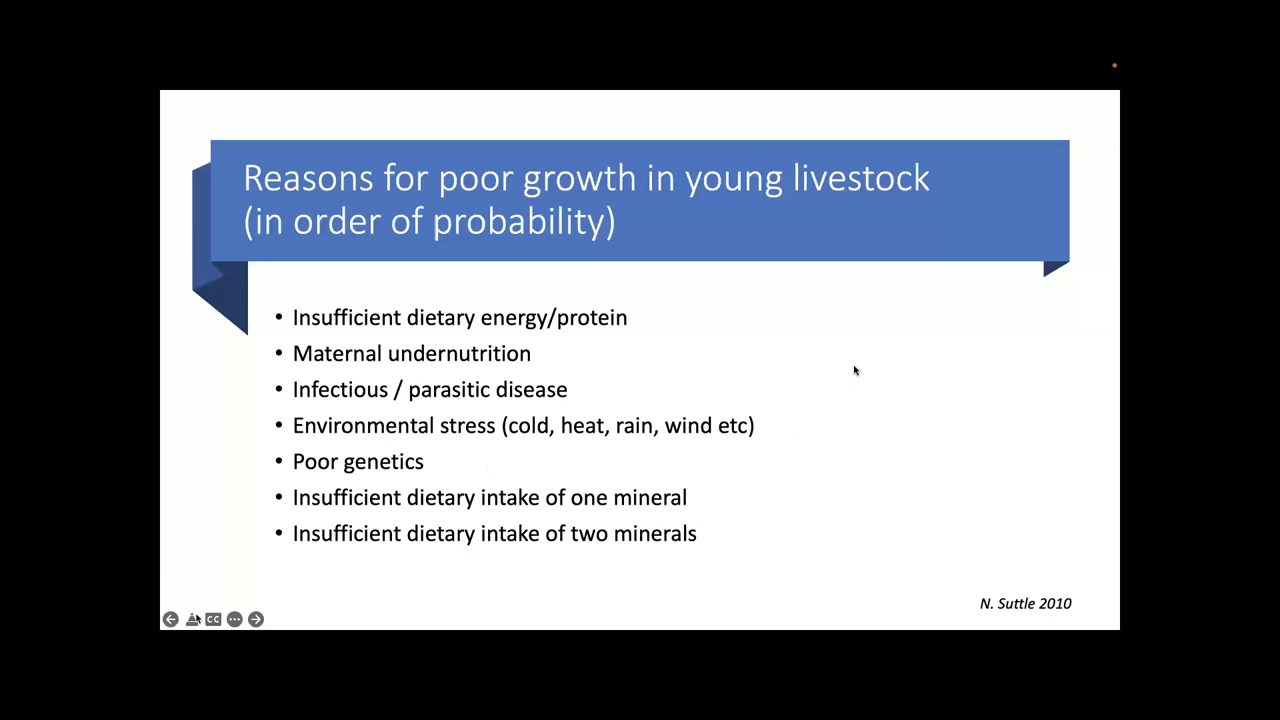 Reasons for poor growth in young livestock
(in order of probability)
• Insufficient dietary energy/protein
• Maternal undernutrition
• Infectious / parasitic disease
• Environmental stress (cold, heat, rain, wind etc)
• Poor genetics
• Insufficient dietary intake of one mineral
• Insufficient dietary intake of two minerals
N. Suttle 2010
CC